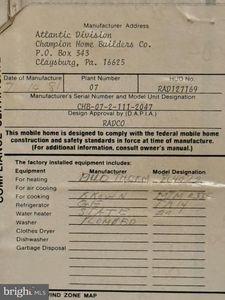 Manufacturer Address
Atlantic Division
Champion Home Builders Co.
P.O. Box 343
Claysburg, Pa. 16625
Date of Manufacture
Plant Number
HUD No.
07
RAD127169
Manufacturer's Serial Number and Model Unit Designation
CHB-07-2-111-2047
Design Approval by (D.A.P.I.A.)
RADCO
This mobile home is designed to comply with the federal mobile home
construction and safety standards in force at time of manufacture.
(For additional information, consult owner's manual).
The factory installed equipment includes:
Equipment Manufacturer Model Designation
For heating
For air cooling
For cooking
Refrigerator
Water heater
Washer
Clothes Dryer
Dishwasher
Garbage Disposal
BRIGHT MLS
WIND ZONE MAP